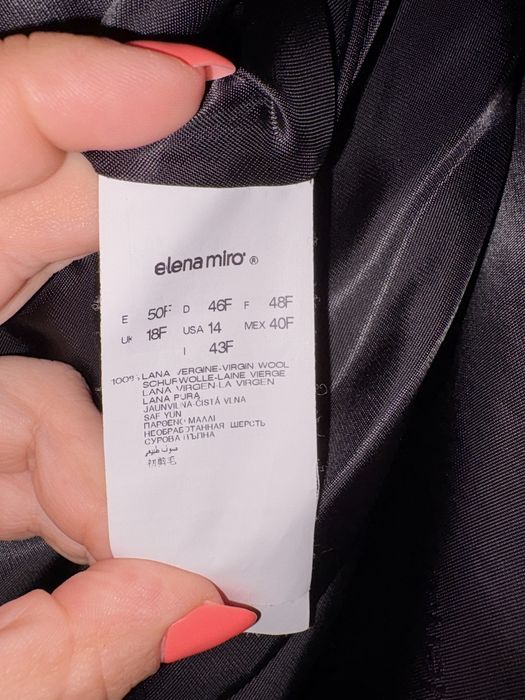 elena miro ®
E 50F D 46F F 48F
UK 18F USA 14 MEX 40F
I 43F
100% LANA VERGINE-VIRGIN WOOL
SCHURWOLLE-LAINE VIERGE
LANA VIRGEN-LA VIRGEN
LANA PURA
JAUNVILNA-ČISTÁ VLNA
SAF YÜN
ΠΑΡΘΕΝΟ ΜΑΛΛΙ
НЕОБРАБОТАННАЯ ШЕРСТЬ
СУРОВА ВЪЛНА
صوف طبيعي
初剪毛